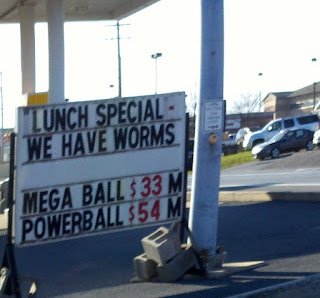 "LUNCH SPECIAL"
WE HAVE WORMS
MEGA BALL $33 M
POWERBALL $54 M